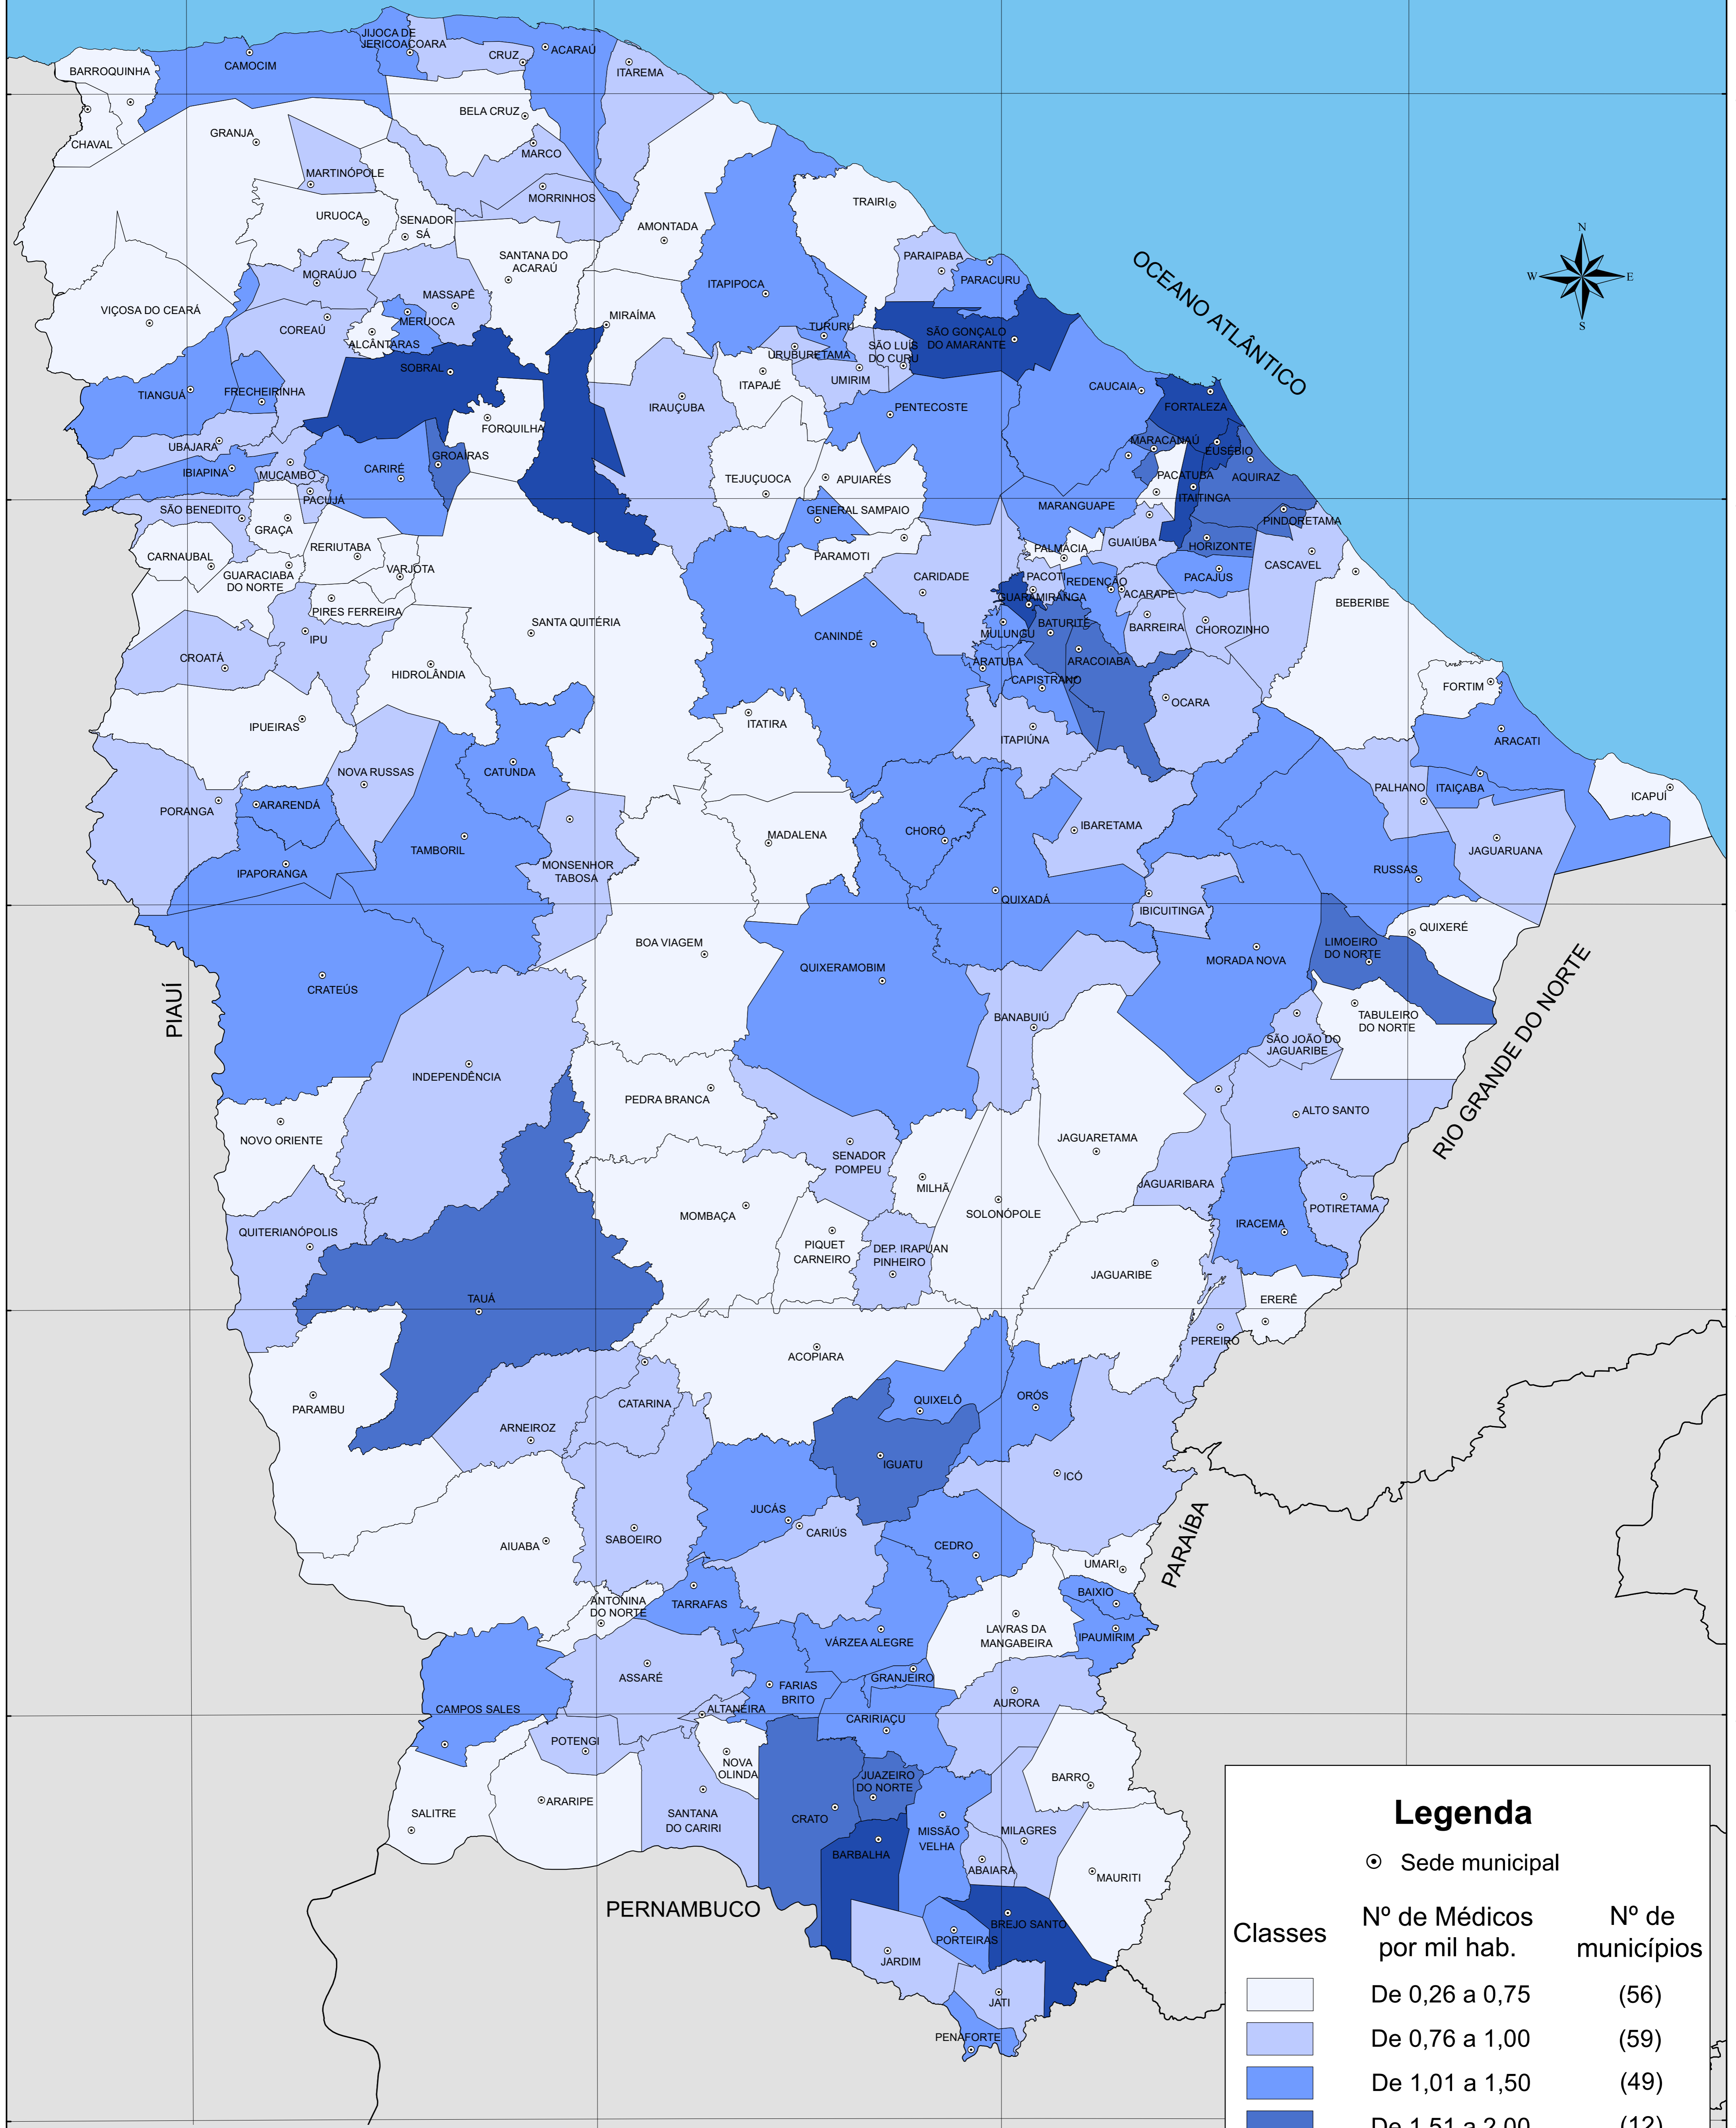 JIJOCA DE
JERICOACOARA
CRUZ
ACARAÚ
BARROQUINHA
CAMOCIM
ITAREMA
BELA CRUZ
CHAVAL
GRANJA
MARCO
MARTINÓPOLE
MORRINHOS
TRAIRI
URUOCA
SENADOR
SÁ
AMONTADA
SANTANA DO
ACARAÚ
PARAIPABA
PARACURU
OCEANO ATLÂNTICO
N
W
E
S
MORAÚJO
MASSAPÊ
ITAPIPOCA
VIÇOSA DO CEARÁ
MIRAÍMA
MERUOCA
COREAÚ
TURURU
SÃO GONÇALO
DO AMARANTE
ALCÂNTARAS
URUBURETAMA
SÃO LUÍS
DO CURU
SOBRAL
ITAPAJÉ
UMIRIM
CAUCAIA
TIANGUÁ
FRECHEIRINHA
IRAUÇUBA
PENTECOSTE
FORTALEZA
FORQUILHA
UBAJARA
MARACANAÚ
EUSÉBIO
GROAÍRAS
IBIAPINA
MUCAMBO
CARIRÉ
TEJUÇUOCA
APUIARÉS
PACATUBA
AQUIRAZ
PACUJÁ
ITAITINGA
SÃO BENEDITO
GENERAL SAMPAIO
MARANGUAPE
PINDORETAMA
GRAÇA
RERIUTABA
PARAMOTI
PALMÁCIA
GUAIÚBA
HORIZONTE
CARNAUBAL
GUARACIABA
DO NORTE
VARJOTA
CARIDADE
PACOTI
REDENÇÃO
PACAJUS
CASCAVEL
GUARAMIRANGA
ACARAPE
BEBERIBE
PIRES FERREIRA
SANTA QUITÉRIA
BATURITÉ
BARREIRA
CHOROZINHO
IPU
CANINDÉ
MULUNGU
CROATÁ
ARATUBA
ARACOIABA
HIDROLÂNDIA
CAPISTRANO
FORTIM
OCARA
IPUEIRAS
ITATIRA
ITAPIÚNA
ARACATI
NOVA RUSSAS
CATUNDA
PALHANO
ITAIÇABA
ICAPUÍ
PORANGA
ARARENDÁ
IBARETAMA
MADALENA
CHORÓ
TAMBORIL
JAGUARUANA
MONSENHOR
TABOSA
IPAPORANGA
RUSSAS
QUIXADÁ
IBICUITINGA
BOA VIAGEM
QUIXERÉ
LIMOEIRO
DO NORTE
MORADA NOVA
QUIXERAMOBIM
CRATEÚS
PIAUÍ
BANABUIÚ
TABULEIRO
DO NORTE
SÃO JOÃO DO
JAGUARIBE
RIO GRANDE DO NORTE
INDEPENDÊNCIA
PEDRA BRANCA
ALTO SANTO
NOVO ORIENTE
JAGUARETAMA
SENADOR
POMPEU
MILHÃ
JAGUARIBARA
POTIRETAMA
SOLONÓPOLE
MOMBAÇA
IRACEMA
QUITERIANÓPOLIS
PIQUET
CARNEIRO
DEP. IRAPUAN
PINHEIRO
JAGUARIBE
TAUÁ
ERERÊ
PEREIRO
ACOPIARA
QUIXELÔ
ORÓS
CATARINA
PARAMBU
ARNEIROZ
IGUATU
ICÓ
JUCÁS
CARIÚS
SABOEIRO
AIUABA
CEDRO
PARAÍBA
UMARI
BAIXIO
ANTONINA
DO NORTE
TARRAFAS
LAVRAS DA
MANGABEIRA
IPAUMIRIM
VÁRZEA ALEGRE
ASSARÉ
GRANJEIRO
FARIAS
BRITO
AURORA
CAMPOS SALES
ALTANEIRA
CARIRIAÇU
POTENGI
NOVA
OLINDA
JUAZEIRO
DO NORTE
BARRO
SALITRE
ARARIPE
SANTANA
DO CARIRI
CRATO
MISSÃO
VELHA
MILAGRES
BARBALHA
ABAIARA
MAURITI
PERNAMBUCO
BREJO SANTO
PORTEIRAS
JARDIM
JATI
PENAFORTE
Legenda
Sede municipal
Classes
Nº de Médicos
por mil hab.
Nº de
municípios
De 0,26 a 0,75 (56)
De 0,76 a 1,00 (59)
De 1,01 a 1,50 (49)
De 1,51 a 2,00 (12)